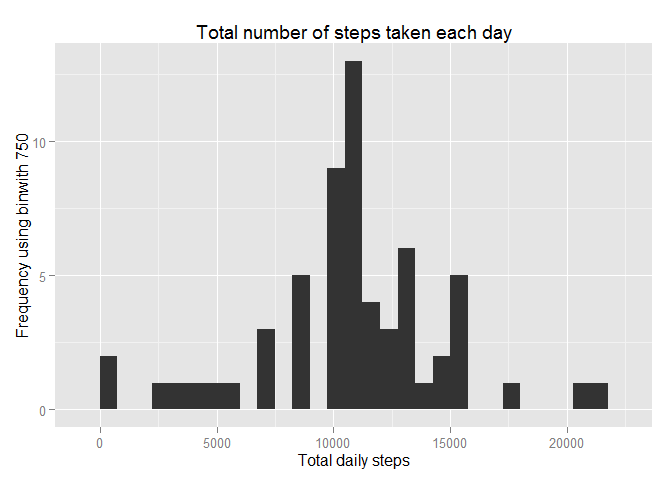 Total number of steps taken each day
Frequency using binwith 750
10
5
0
0 5000 10000 15000 20000
Total daily steps